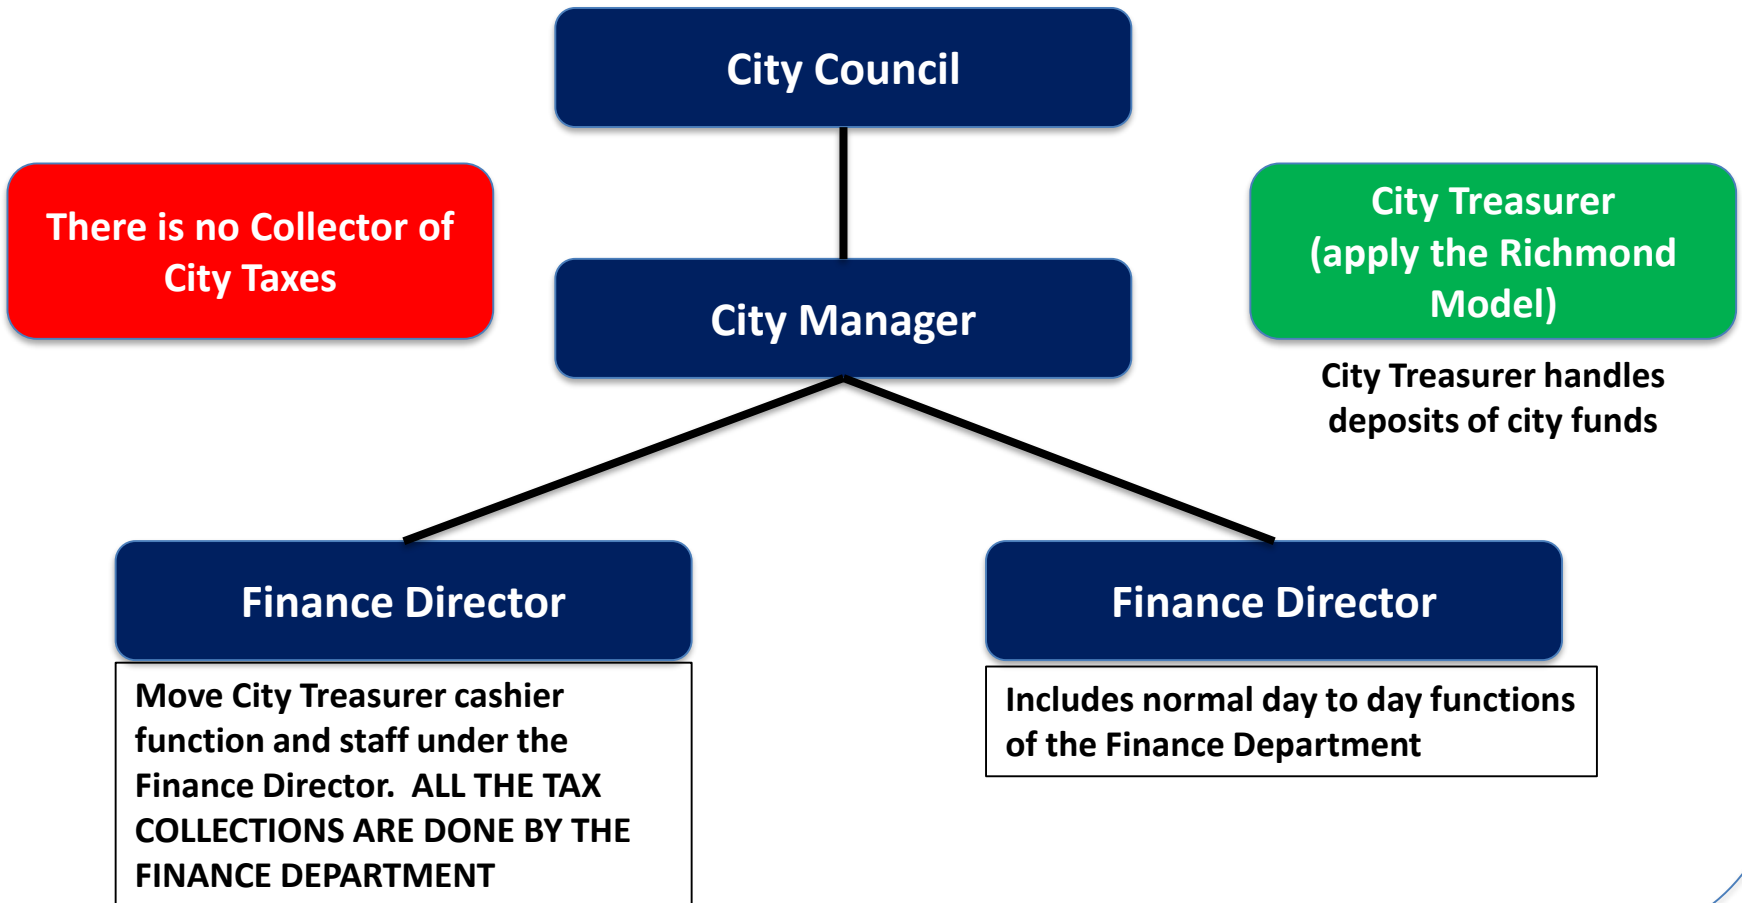 City Council
There is no Collector of
City Taxes
City Treasurer
(apply the Richmond
Model)
City Manager
City Treasurer handles
deposits of city funds
Finance Director
Move City Treasurer cashier
function and staff under the
Finance Director.  ALL THE TAX
COLLECTIONS ARE DONE BY THE
FINANCE DEPARTMENT
Finance Director
Includes normal day to day functions
of the Finance Department